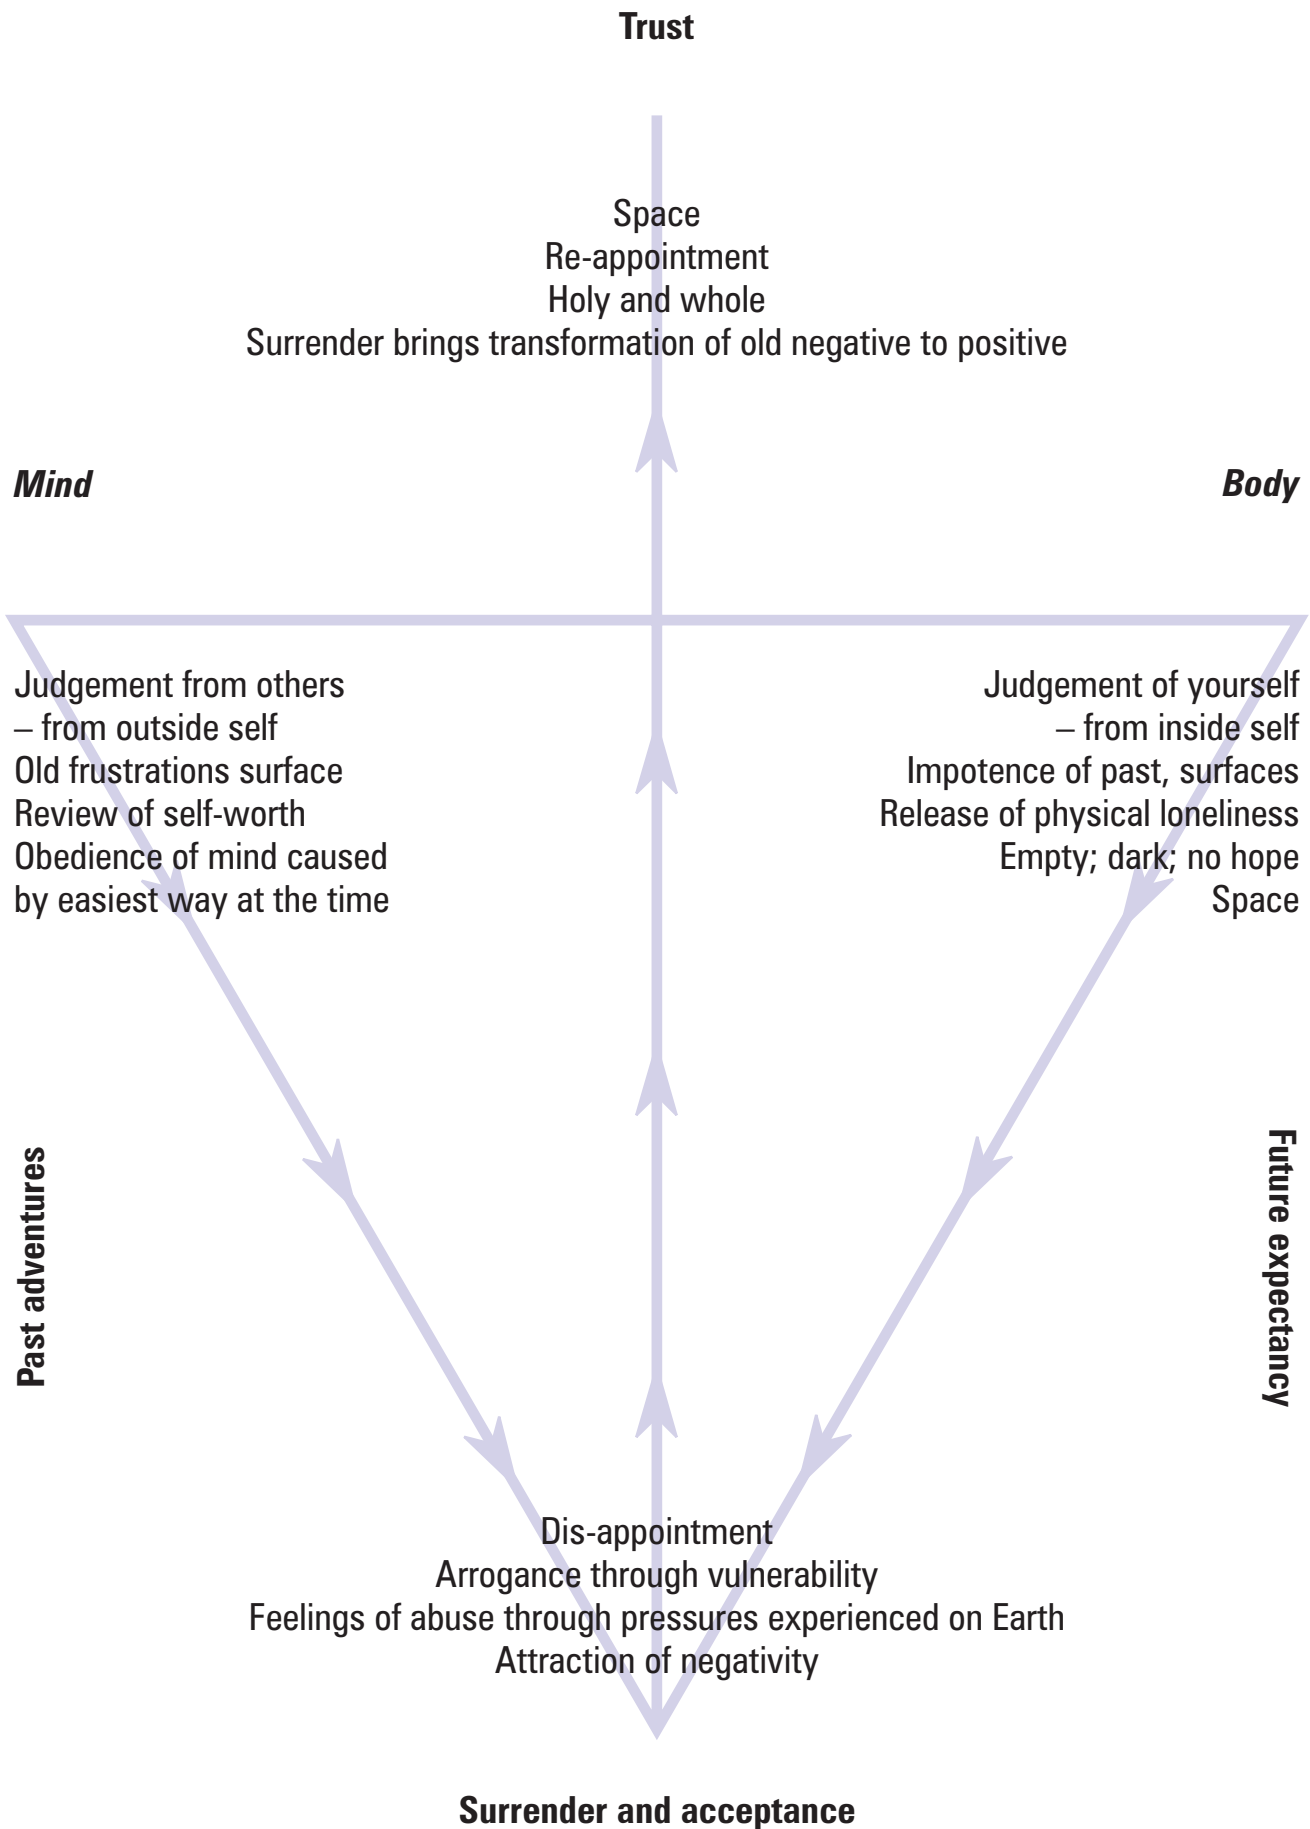 Trust
Space
Re-appointment
Holy and whole
Surrender brings transformation of old negative to positive
Mind
Body
Judgement from others
– from outside self
Old frustrations surface
Review of self-worth
Obedience of mind caused
by easiest way at the time
Judgement of yourself
– from inside self
Impotence of past, surfaces
Release of physical loneliness
Empty; dark; no hope
Space
Past adventures
Future expectancy
Dis-appointment
Arrogance through vulnerability
Feelings of abuse through pressures experienced on Earth
Attraction of negativity
Surrender and acceptance